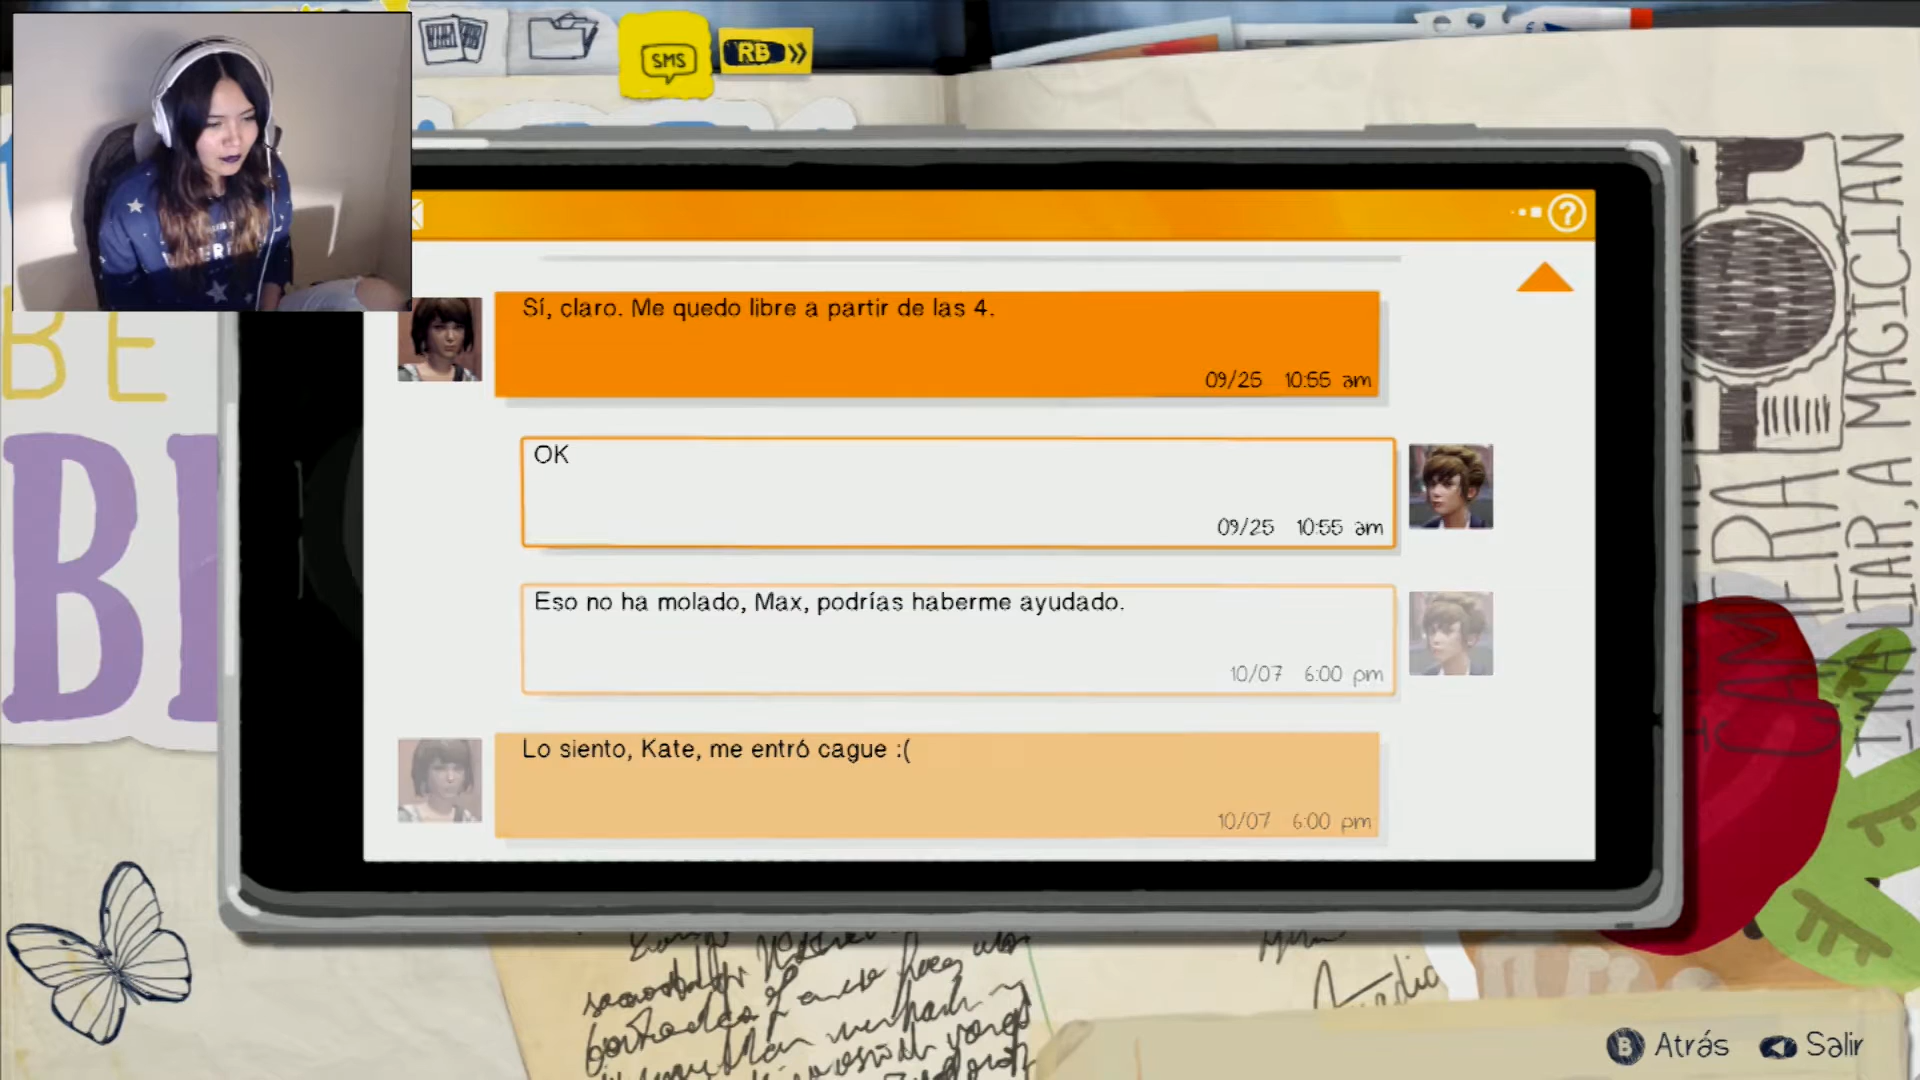 SMS
RB
Sí, claro. Me quedo libre a partir de las 4.
09/25 10:55 am
OK
09/25 10:55 am
Eso no ha molado, Max, podrías haberme ayudado.
10/07 6:00 pm
Lo siento, Kate, me entró cague :(
10/07 6:00 pm
BE
CAMERA
LIAR, A MAGICIAN
B Atrás
Salir